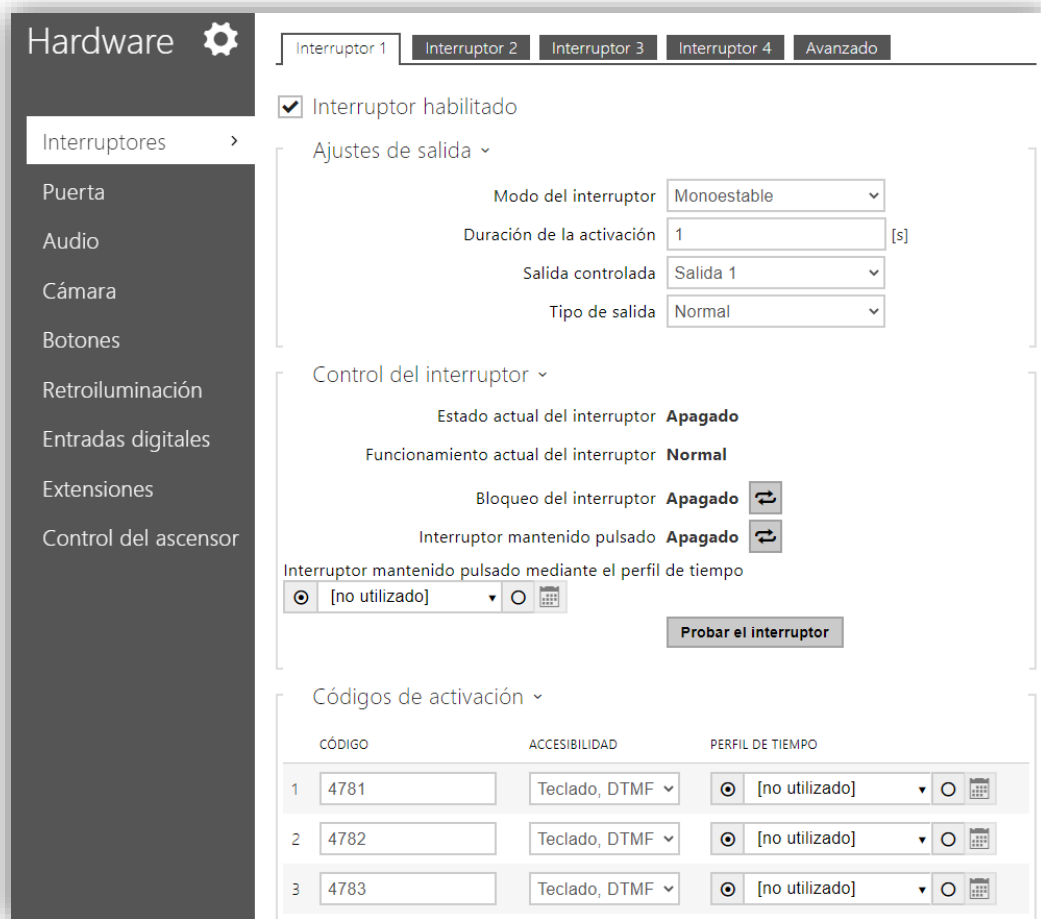 Hardware
Interruptores
Puerta
Audio
Cámara
Botones
Retroiluminación
Entradas digitales
Extensiones
Control del ascensor
Interruptor 1 Interruptor 2 Interruptor 3 Interruptor 4 Avanzado
Interruptor habilitado
Ajustes de salida
Modo del interruptor Monoestable
Duración de la activación 1 [s]
Salida controlada Salida 1
Tipo de salida Normal
Control del interruptor
Estado actual del interruptor Apagado
Funcionamiento actual del interruptor Normal
Bloqueo del interruptor Apagado
Interruptor mantenido pulsado Apagado
Interruptor mantenido pulsado mediante el perfil de tiempo
[no utilizado]
Probar el interruptor
Códigos de activación
CÓDIGO ACCESIBILIDAD PERFIL DE TIEMPO
1 4781 Teclado, DTMF [no utilizado]
2 4782 Teclado, DTMF [no utilizado]
3 4783 Teclado, DTMF [no utilizado]